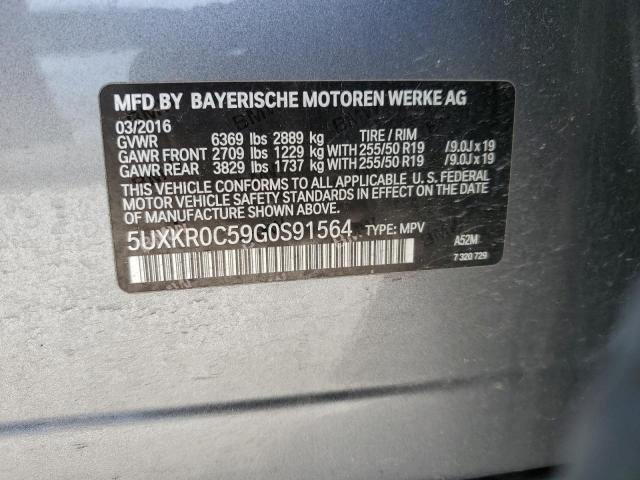 MFD BY BAYERISCHE MOTOREN WERKE AG
03/2016
GVWR 6369 lbs 2889 kg TIRE / RIM
GAWR FRONT 2709 lbs 1229 kg WITH 255/50 R19 /9.0J x 19
GAWR REAR 3829 lbs 1737 kg WITH 255/50 R19 /9.0J x 19
THIS VEHICLE CONFORMS TO ALL APPLICABLE U. S. FEDERAL
MOTOR VEHICLE SAFETY STANDARDS IN EFFECT ON THE DATE
OF MANUFACTURE SHOWN ABOVE.
5UXKR0C59G0S91564 TYPE: MPV A52M
7 320 729